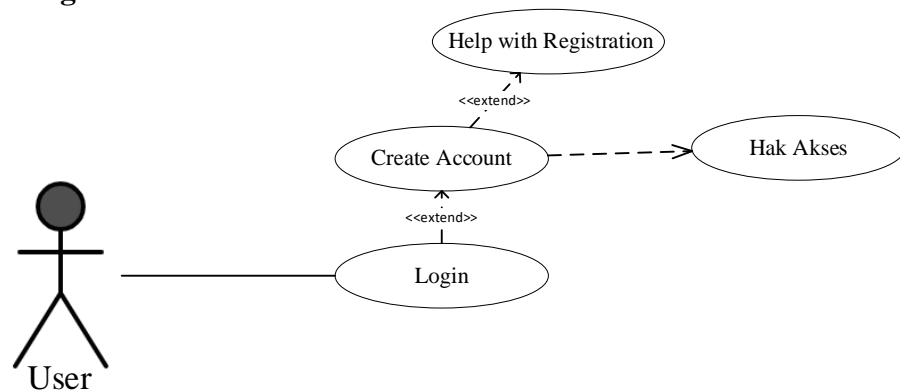 Help with Registration
<<extend>>
Create Account
Hak Akses
<<extend>>
Login
User